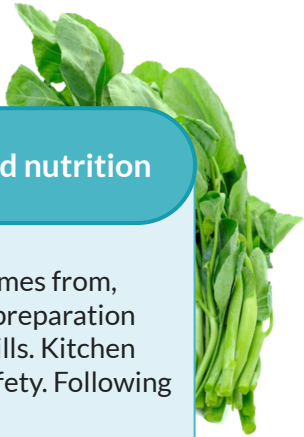 d nutrition
mes from,
preparation
lls. Kitchen
fety. Following